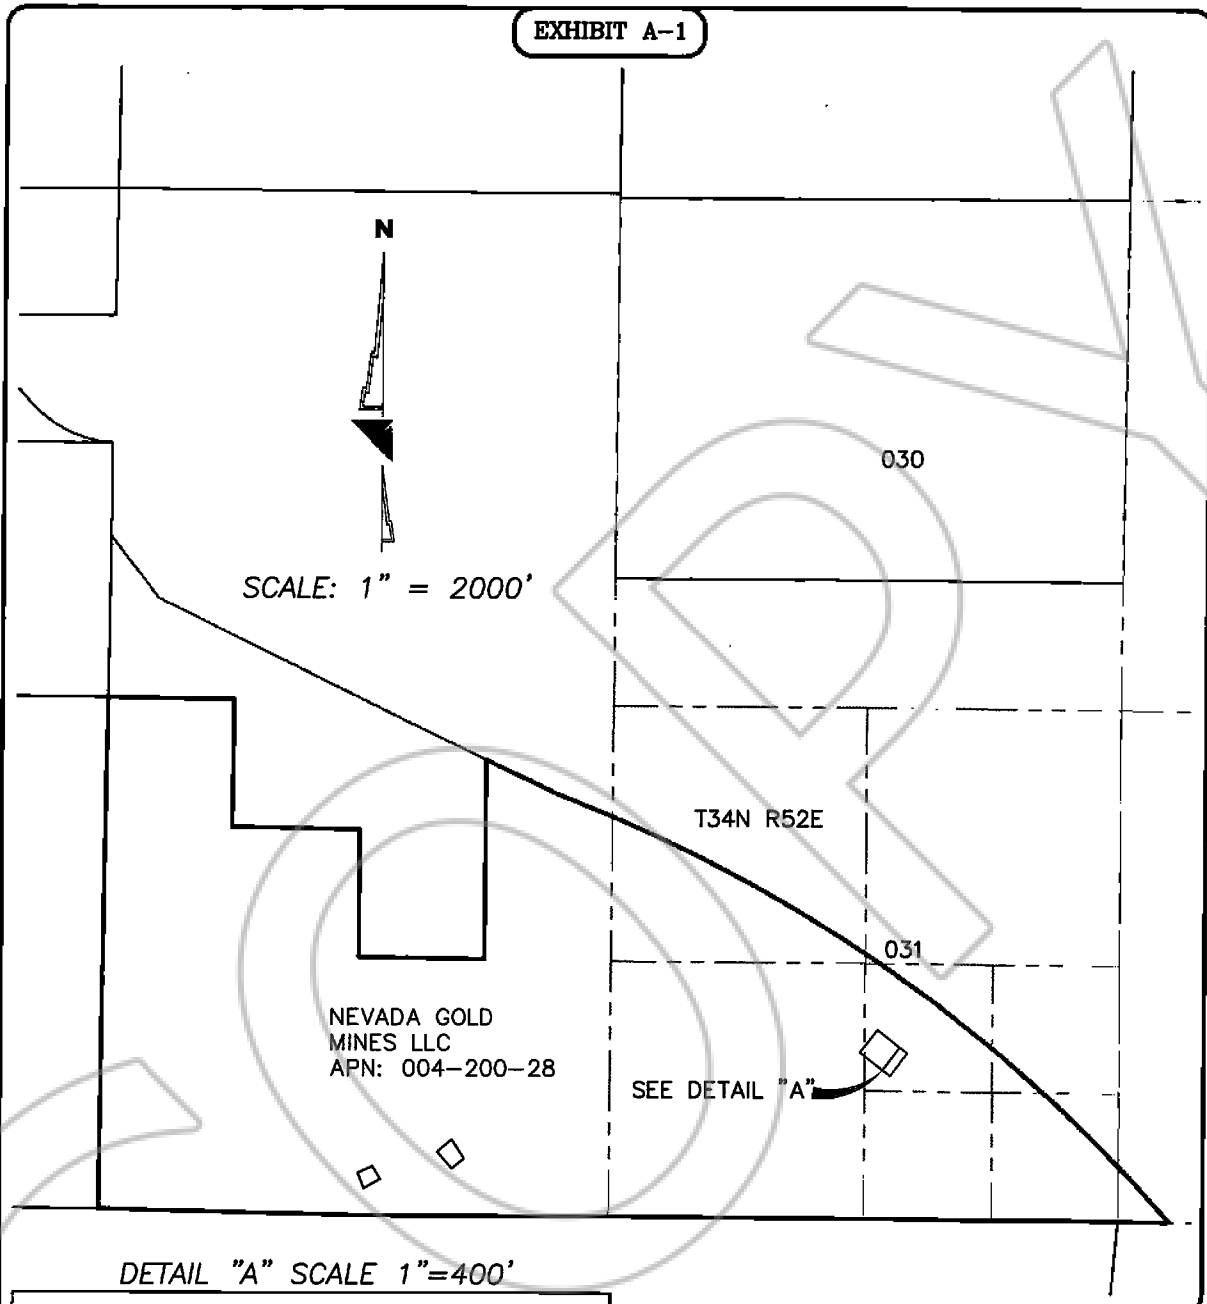 EXHIBIT A-1
N
030
SCALE: 1" = 2000'
T34N R52E
031
NEVADA GOLD
MINES LLC
APN: 004-200-28
SEE DETAIL "A"
DETAIL "A" SCALE 1"=400'
COPY